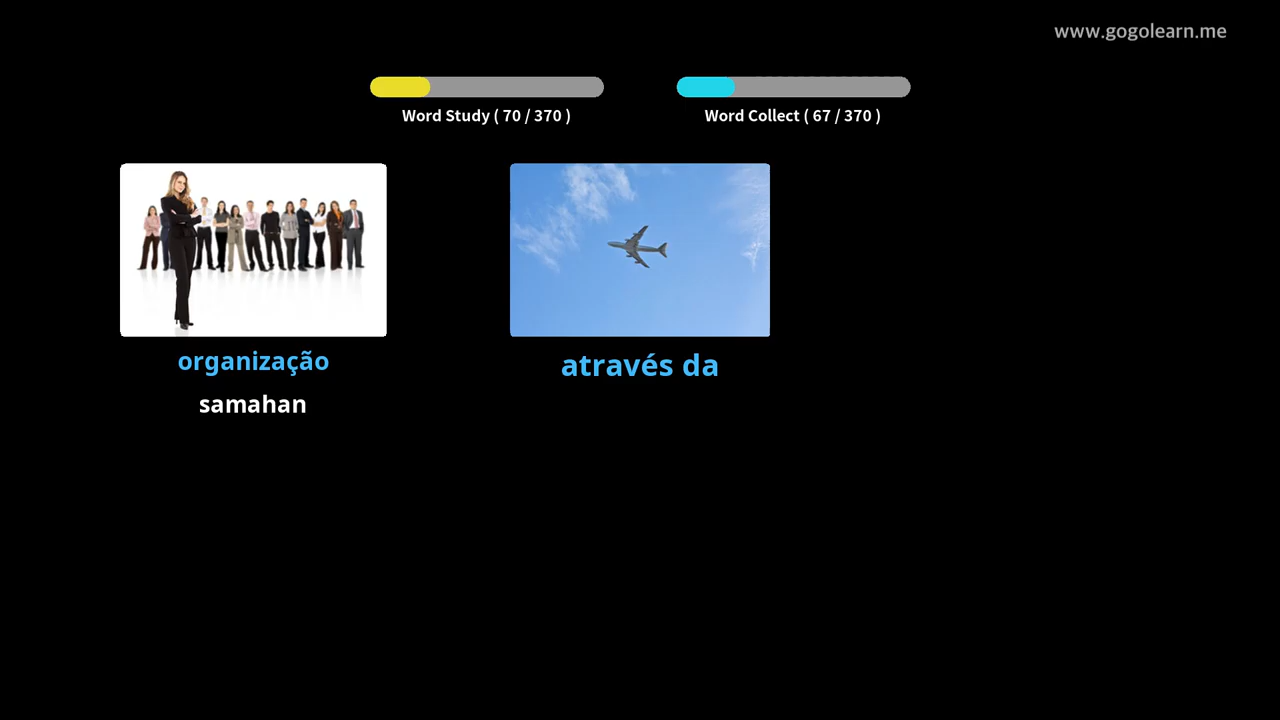 www.gogolearn.me
Word Study ( 70 / 370 )
Word Collect ( 67 / 370 )
organização
samahan
através da